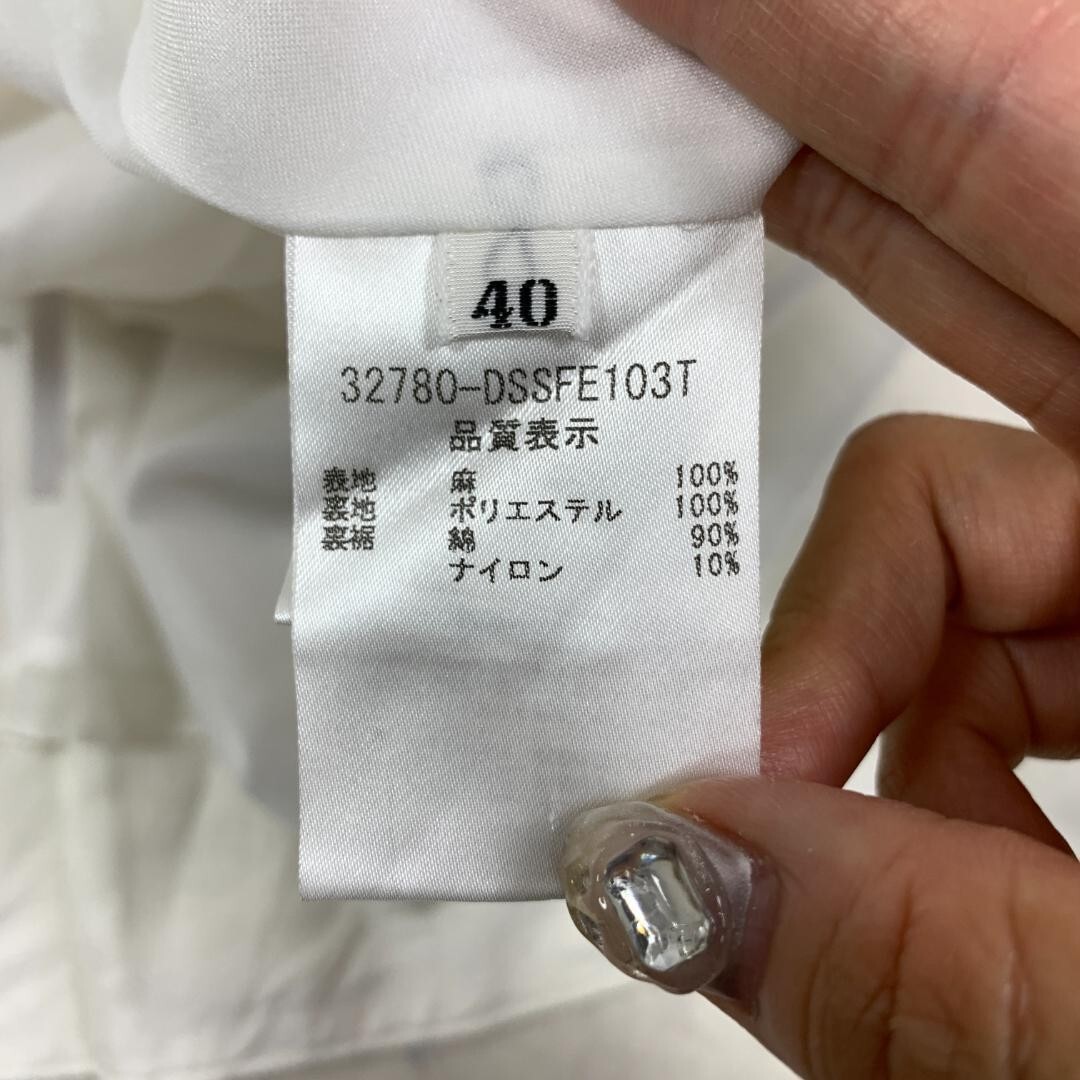 40
32780-DSSFE103T
品質表示
表地 麻 100%
裏地 ポリエステル 100%
裏裾 綿 90%
ナイロン 10%